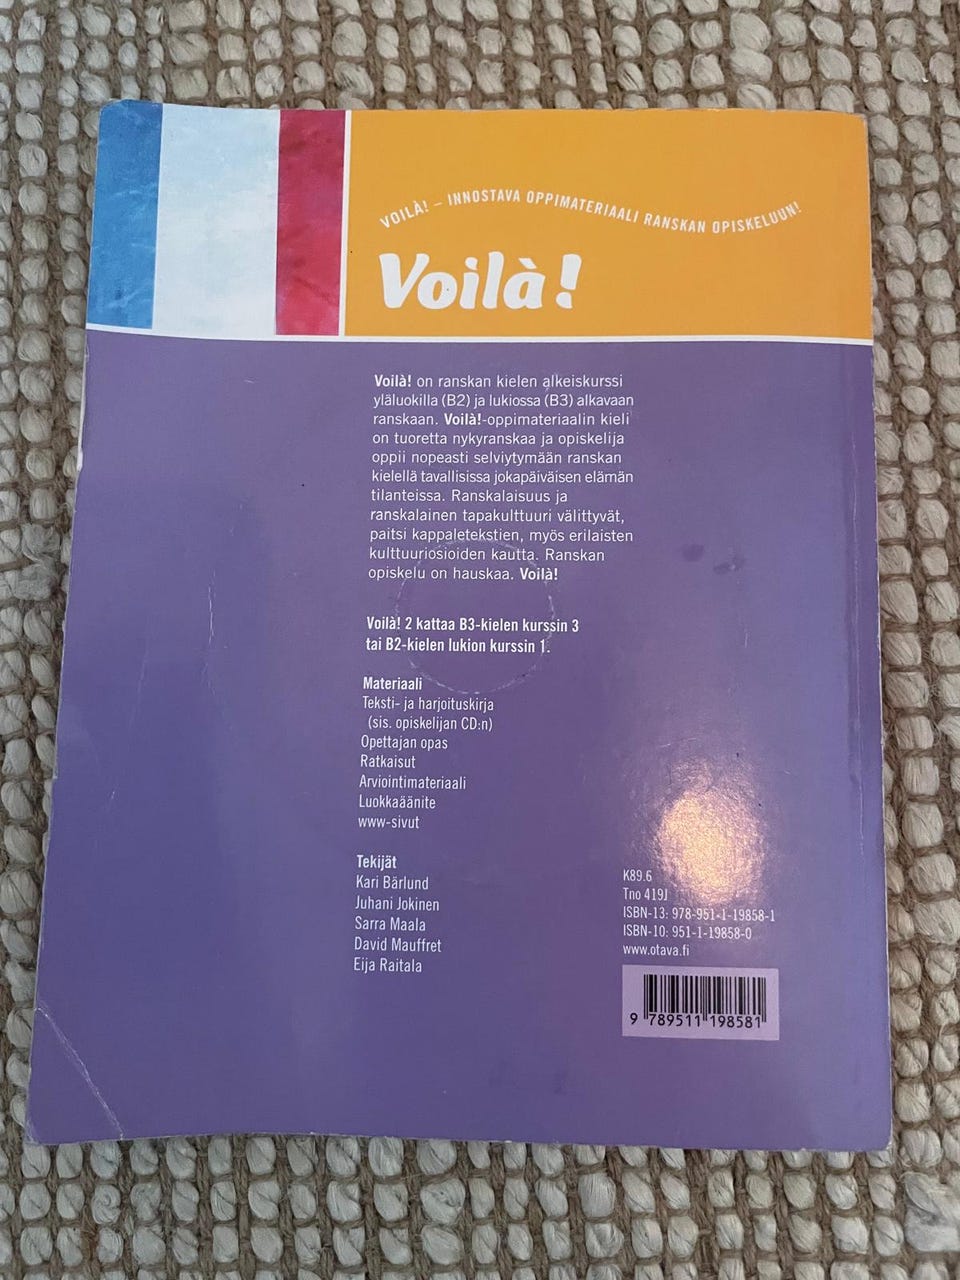 VOILÀ! – INNOSTAVA OPPIMATERIAALI RANSKAN OPISKELUUN!
Voilà!
Voilà! on ranskan kielen alkeiskurssi
yläluokilla (B2) ja lukiossa (B3) alkavaan
ranskaan. Voilà!-oppimateriaalin kieli
on tuoretta nykyranskaa ja opiskelija
oppii nopeasti selviytymään ranskan
kielellä tavallisissa jokapäiväisen elämän
tilanteissa. Ranskalaisuus ja
ranskalainen tapakulttuuri välittyvät,
paitsi kappaletekstien, myös erilaisten
kulttuuriosioiden kautta. Ranskan
opiskelu on hauskaa. Voilà!
Voilà! 2 kattaa B3-kielen kurssin 3
tai B2-kielen lukion kurssin 1.
Materiaali
Teksti- ja harjoituskirja
(sis. opiskelijan CD:n)
Opettajan opas
Ratkaisut
Arviointimateriaali
Luokkaäänite
www-sivut
Tekijät
Kari Bärlund
Juhani Jokinen
Sarra Maala
David Mauffret
Eija Raitala
K89.6
Tno 419J
ISBN-13: 978-951-1-19858-1
ISBN-10: 951-1-19858-0
www.otava.fi
9 789511 198581